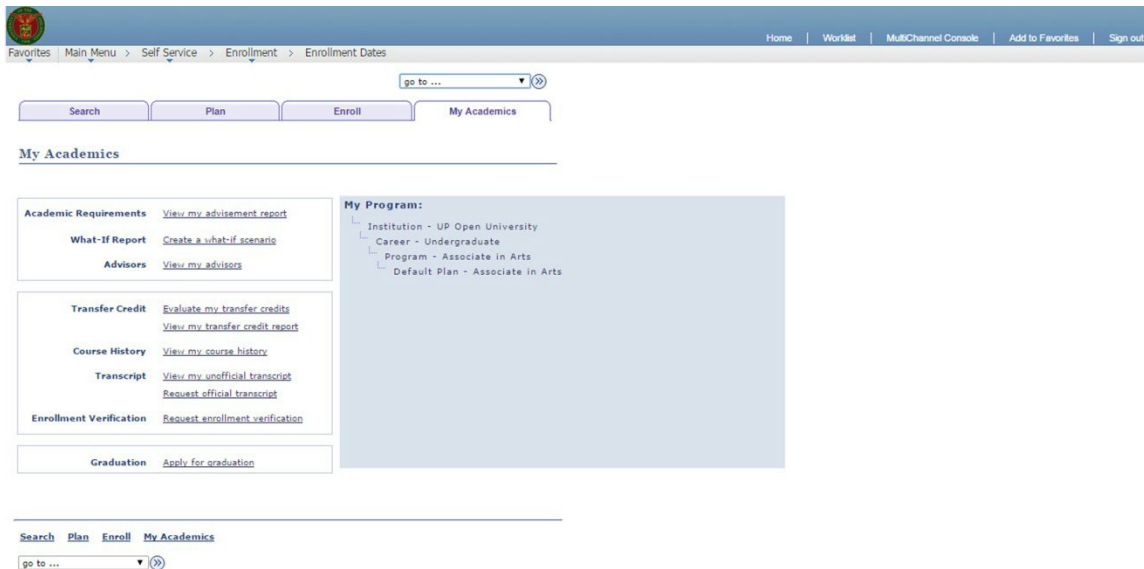 Home | Worklist | MultiChannel Console | Add to Favorites | Sign out
Favorites | Main Menu > Self Service > Enrollment > Enrollment Dates
go to ...
Search Plan Enroll My Academics
My Academics
Academic Requirements View my advisement report
What-If Report Create a what-if scenario
Advisors View my advisors
Transfer Credit Evaluate my transfer credits
View my transfer credit report
Course History View my course history
Transcript View my unofficial transcript
Request official transcript
Enrollment Verification Request enrollment verification
Graduation Apply for graduation
My Program:
Institution - UP Open University
Career - Undergraduate
Program - Associate in Arts
Default Plan - Associate in Arts
Search Plan Enroll My Academics
go to ...